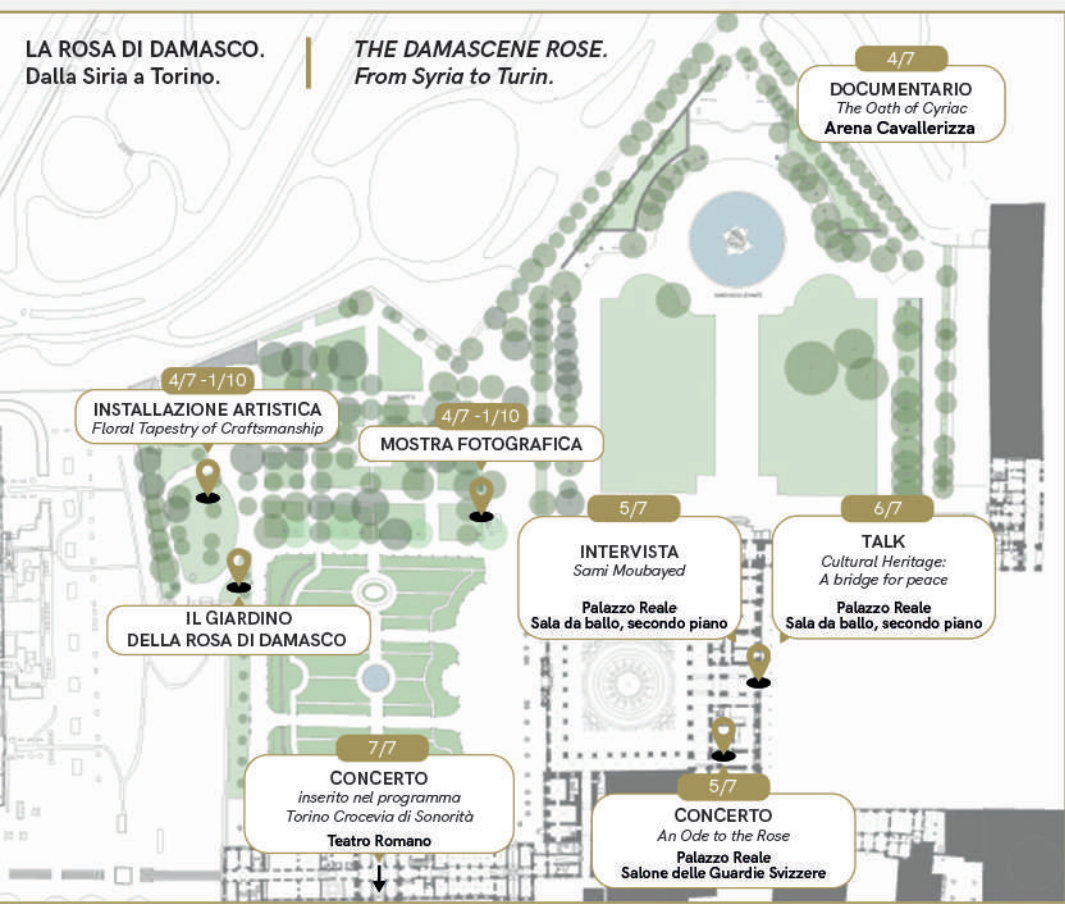 LA ROSA DI DAMASCO.
Dalla Siria a Torino.
THE DAMASCENE ROSE.
From Syria to Turin.
4/7
DOCUMENTARIO
The Oath of Cyriac
Arena Cavallerizza
4/7 -1/10
INSTALLAZIONE ARTISTICA
Floral Tapestry of Craftsmanship
4/7 -1/10
MOSTRA FOTOGRAFICA
5/7
INTERVISTA
Sami Moubayed
Palazzo Reale
Sala da ballo, secondo piano
6/7
TALK
Cultural Heritage:
A bridge for peace
Palazzo Reale
Sala da ballo, secondo piano
IL GIARDINO
DELLA ROSA DI DAMASCO
7/7
CONCERTO
inserito nel programma
Torino Crocevia di Sonorità
Teatro Romano
5/7
CONCERTO
An Ode to the Rose
Palazzo Reale
Salone delle Guardie Svizzere